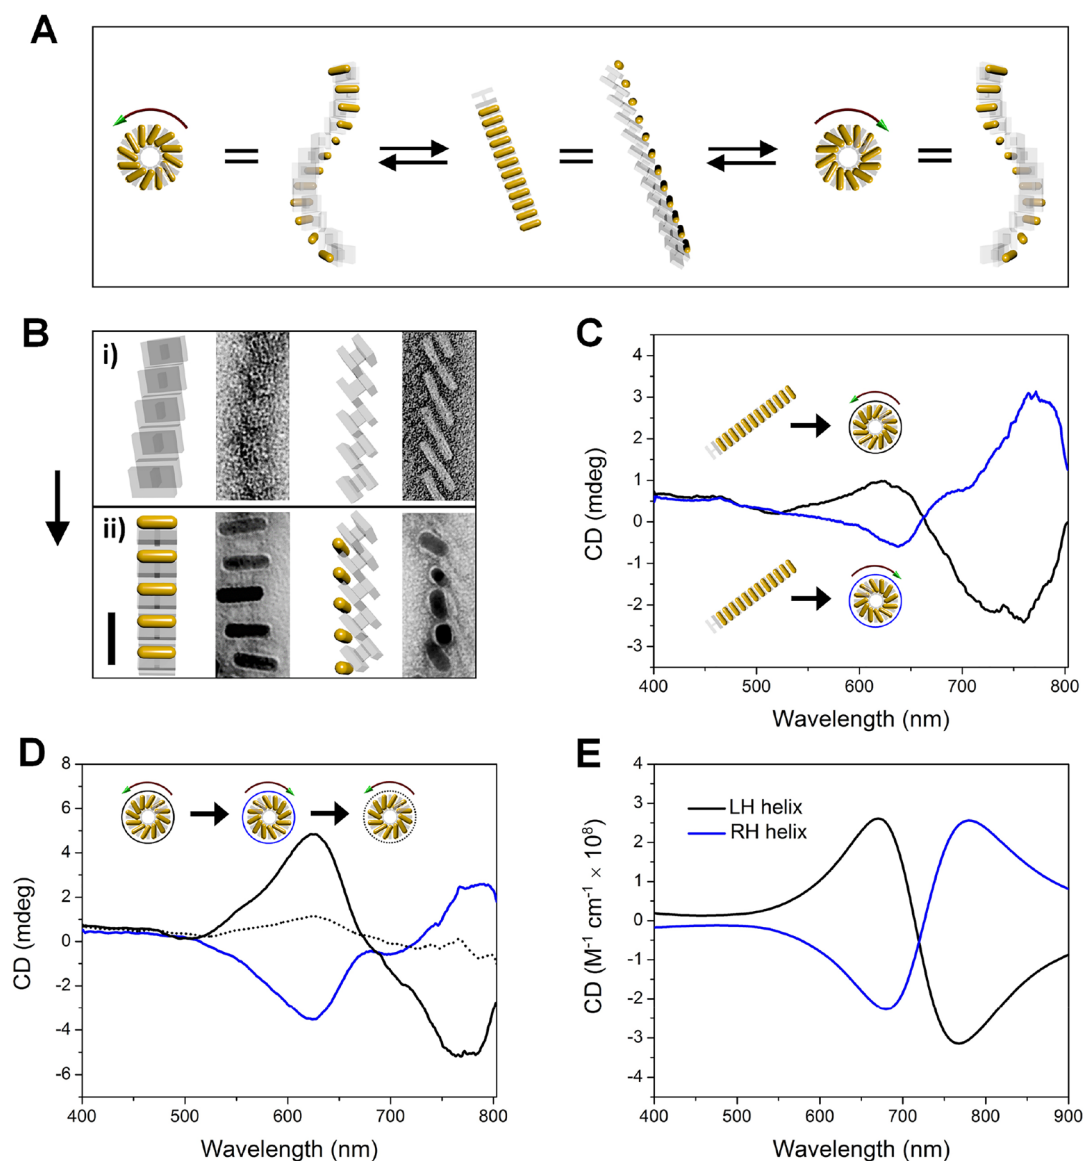 A
B
i)
ii)
C
CD (mdeg)
4
3
2
1
0
-1
-2
-3
400 500 600 700 800
Wavelength (nm)
D
CD (mdeg)
8
6
4
2
0
-2
-4
-6
400 500 600 700 800
Wavelength (nm)
E
LH helix
RH helix
CD (M⁻¹ cm⁻¹ × 10⁸)
4
3
2
1
0
-1
-2
-3
-4
400 500 600 700 800 900
Wavelength (nm)